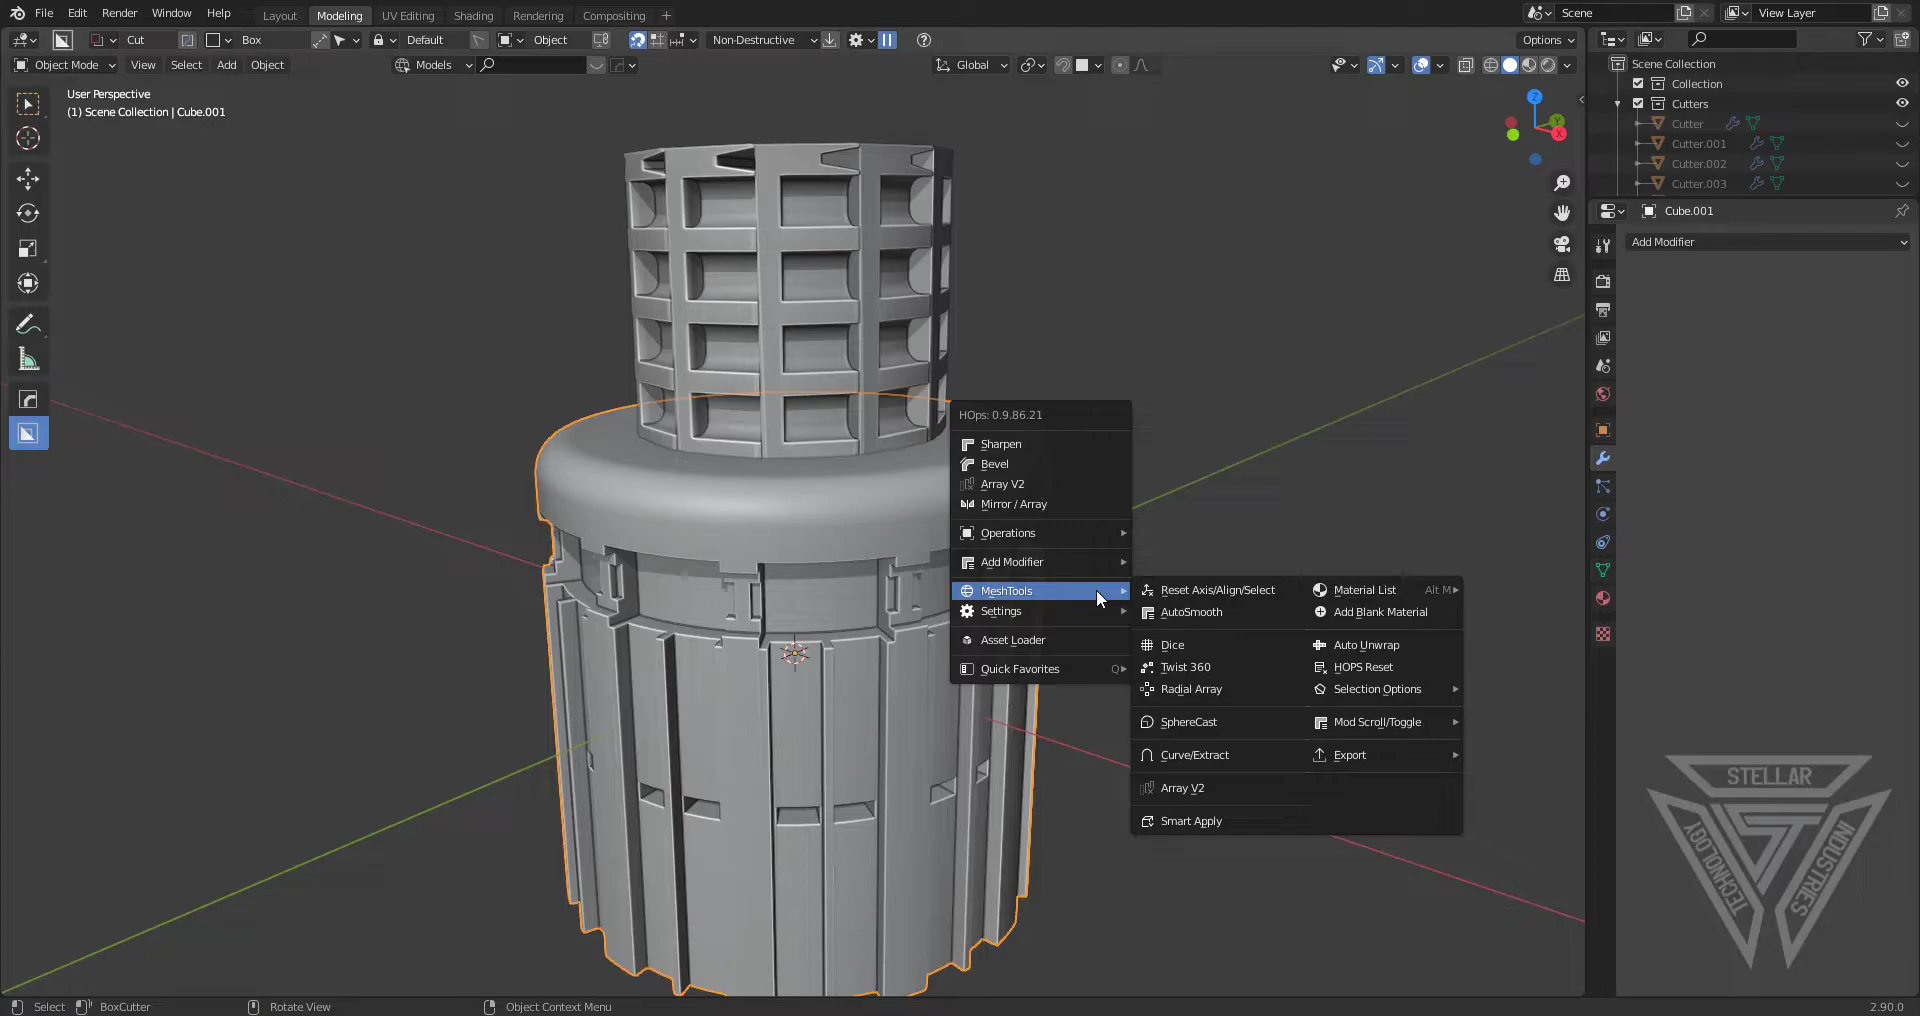 File Edit Render Window Help Layout Modeling UV Editing Shading Rendering Compositing + Scene View Layer
Cut Box Default Object Non-Destructive Options
Object Mode View Select Add Object Models Global
User Perspective
(1) Scene Collection | Cube.001
Z
Y
X
Scene Collection
Collection
Cutters
Cutter
Cutter.001
Cutter.002
Cutter.003
Cube.001
Add Modifier
HOps: 0.9.86.21
Sharpen
Bevel
Array V2
Mirror / Array
Operations
Add Modifier
MeshTools
Settings
Asset Loader
Quick Favorites Q
Reset Axis/Align/Select Material List Alt M
AutoSmooth Add Blank Material
Dice Auto Unwrap
Twist 360 HOPS Reset
Radial Array Selection Options
SphereCast Mod Scroll/Toggle
Curve/Extract Export
Array V2
Smart Apply
STELLAR
TECHNOLOGY
INDUSTRIES
Select BoxCutter Rotate View Object Context Menu 2.90.0